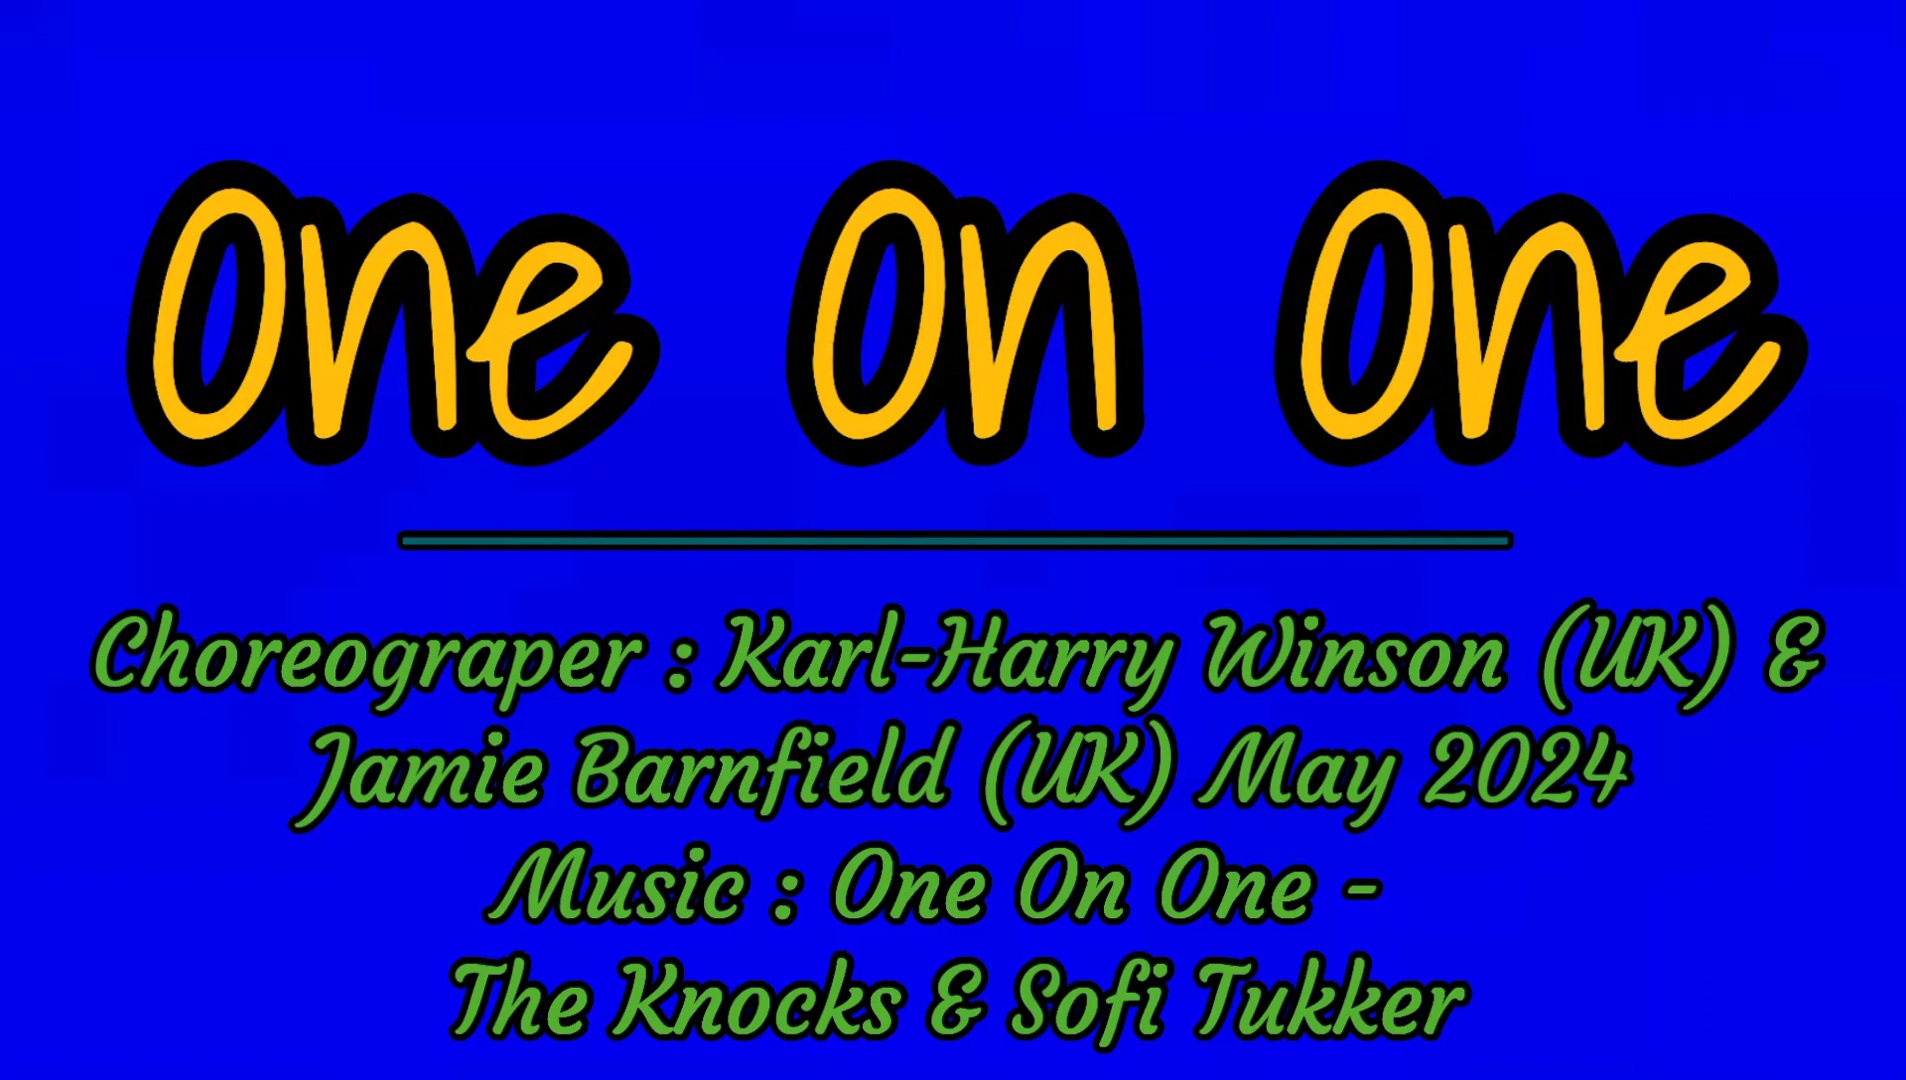 One On One
Choreograper : Karl-Harry Winson (UK) &
Jamie Barnfield (UK) May 2024
Music : One On One -
The Knocks & Sofi Tukker